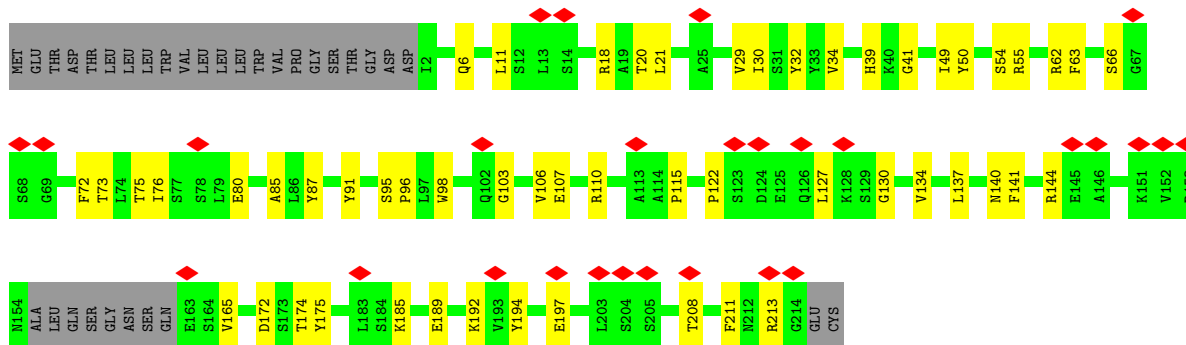 MET GLU THR ASP THR LEU LEU LEU LEU TRP VAL LEU LEU LEU TRP VAL PRO GLY SER THR GLY ASP ASP I2 Q6 L11 S12 L13 S14 R18 A19 T20 L21 A25 V29 I30 S31 Y32 Y33 V34 H39 K40 G41 I49 Y50 S54 R55 R62 F63 S66 G67
S68 G69 F72 T73 L74 T75 I76 S77 S78 L79 E80 A85 L86 Y87 Y91 S95 P96 L97 W98 Q102 G103 V106 E107 R110 A113 A114 P115 P122 S123 D124 E125 Q126 L127 K128 S129 G130 V134 L137 N140 F141 R144 E145 A146 K151 V152
N154 ALA LEU GLN SER GLY ASN SER GLN E163 S164 V165 D172 S173 T174 Y175 L183 S184 K185 E189 K192 V193 Y194 E197 L203 S204 S205 T208 F211 N212 R213 G214 GLU CYS